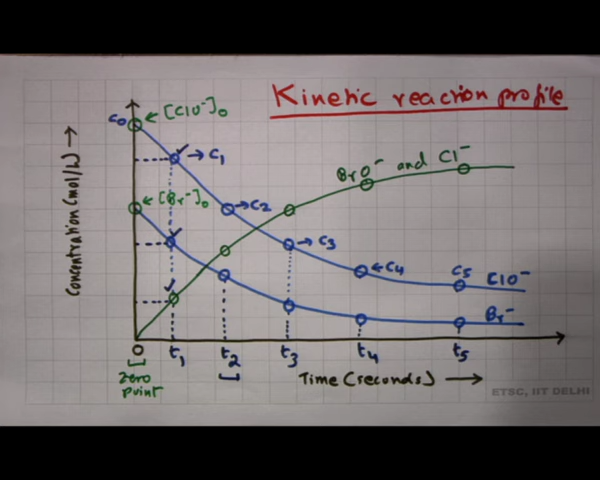 Kinetic reaction profile
c₀ ← [ClO⁻]₀
→ c₁
BrO⁻ and Cl⁻
← [Br⁻]₀
→ c₂
→ c₃
← c₄
c₅ ClO⁻
Br⁻
Concentration (mol/L) →
0 t₁ t₂ t₃ t₄ t₅
zero
point
Time (seconds) →
ETSC, IIT DELHI